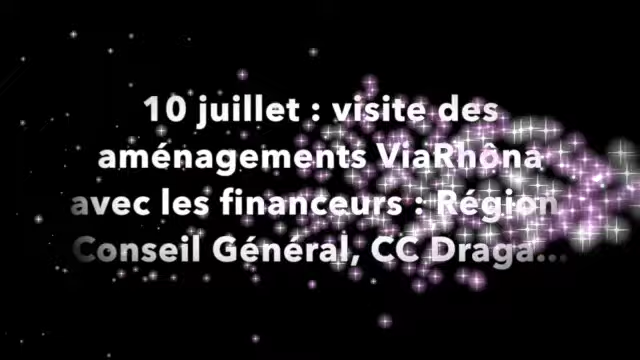 10 juillet : visite des
aménagements ViaRhôna
avec les financeurs : Région,
Conseil Général, CC Draga...